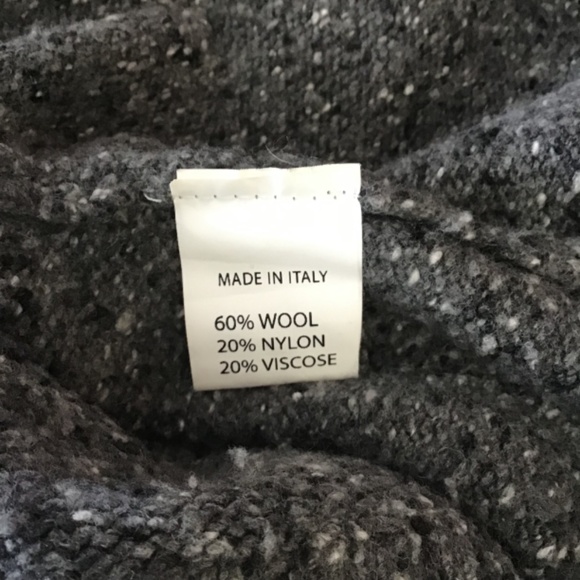 MADE IN ITALY
60% WOOL
20% NYLON
20% VISCOSE